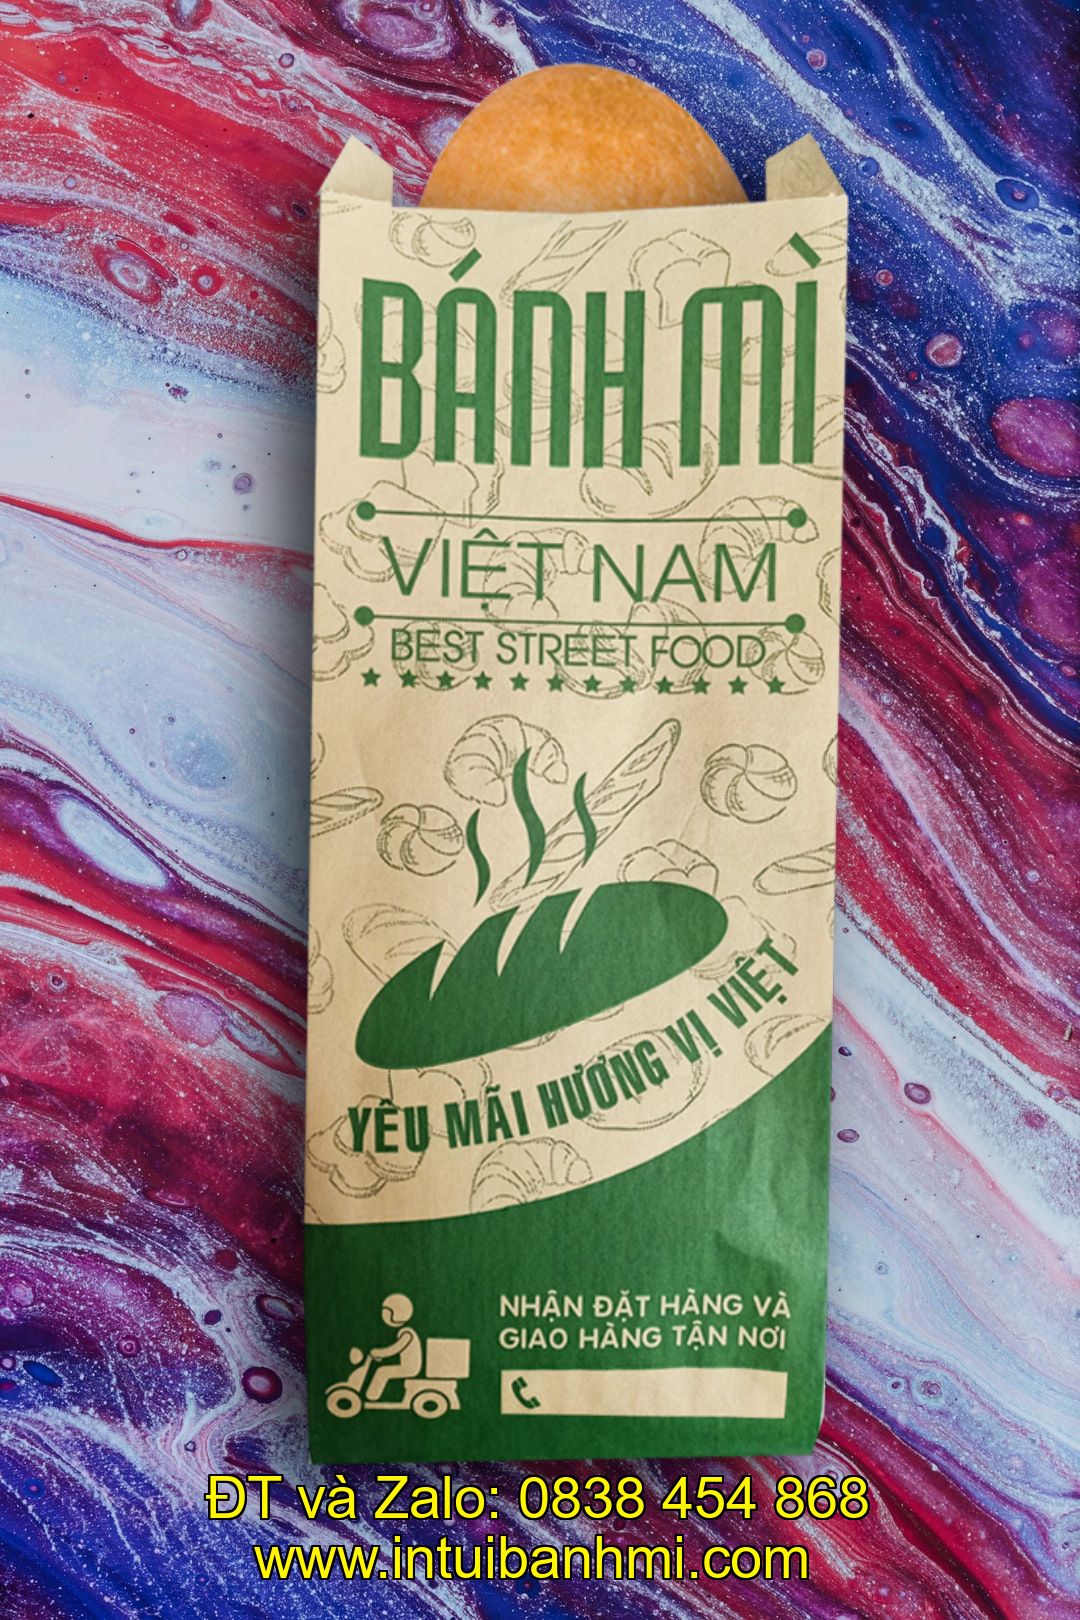 BÁNH MÌ
VIỆT NAM
BEST STREET FOOD
YÊU MÃI HƯƠNG VỊ VIỆT
NHẬN ĐẶT HÀNG VÀ
GIAO HÀNG TẬN NƠI
ĐT và Zalo: 0838 454 868
www.intuibanhmi.com